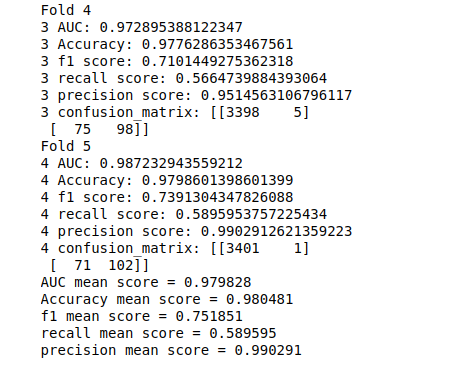 Fold 4
3 AUC: 0.972895388122347
3 Accuracy: 0.9776286353467561
3 f1 score: 0.7101449275362318
3 recall score: 0.5664739884393064
3 precision score: 0.9514563106796117
3 confusion_matrix: [[3398    5]
 [  75   98]]
Fold 5
4 AUC: 0.987232943559212
4 Accuracy: 0.9798601398601399
4 f1 score: 0.7391304347826088
4 recall score: 0.5895953757225434
4 precision score: 0.9902912621359223
4 confusion_matrix: [[3401    1]
 [  71  102]]
AUC mean score = 0.979828
Accuracy mean score = 0.980481
f1 mean score = 0.751851
recall mean score = 0.589595
precision mean score = 0.990291